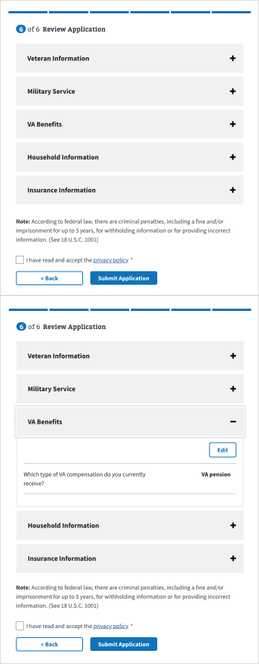 6 of 6 Review Application
Veteran Information +
Military Service +
VA Benefits +
Household Information +
Insurance Information +
Note: According to federal law, there are criminal penalties, including a fine and/or
imprisonment for up to 5 years, for withholding information or for providing incorrect
information. (See 18 U.S.C. 1001)
I have read and accept the privacy policy *
« Back Submit Application
6 of 6 Review Application
Veteran Information +
Military Service +
VA Benefits −
Edit
Which type of VA compensation do you currently VA pension
receive?
Household Information +
Insurance Information +
Note: According to federal law, there are criminal penalties, including a fine and/or
imprisonment for up to 5 years, for withholding information or for providing incorrect
information. (See 18 U.S.C. 1001)
I have read and accept the privacy policy *
« Back Submit Application